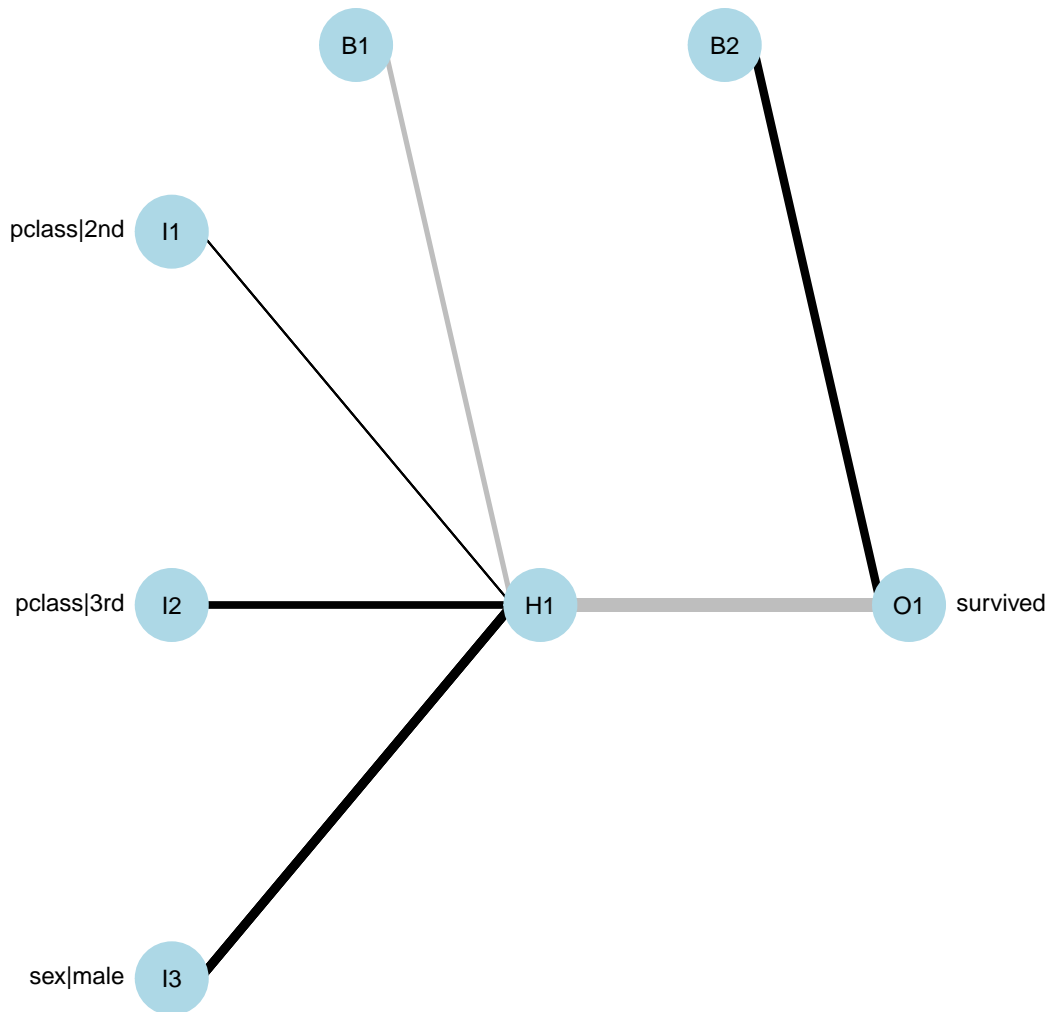 B1
B2
pclass|2nd
I1
pclass|3rd
I2
H1
O1
survived
sex|male
I3